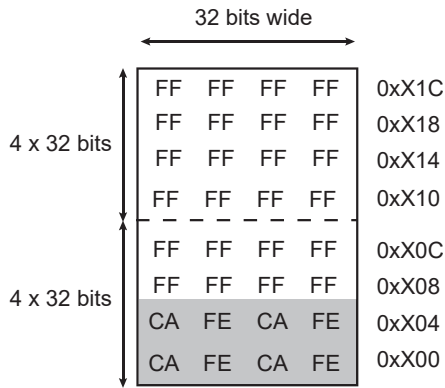 32 bits wide
FF FF FF FF 0xX1C
FF FF FF FF 0xX18
4 x 32 bits
FF FF FF FF 0xX14
FF FF FF FF 0xX10
FF FF FF FF 0xX0C
FF FF FF FF 0xX08
4 x 32 bits
CA FE CA FE 0xX04
CA FE CA FE 0xX00